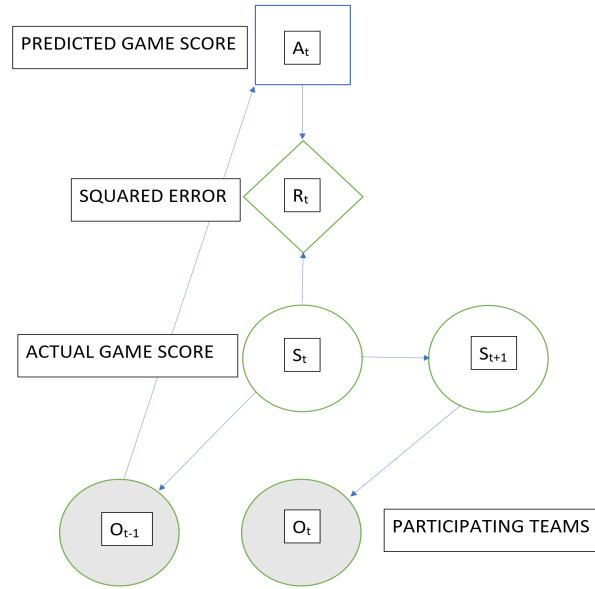 PREDICTED GAME SCORE
Aₜ
SQUARED ERROR
Rₜ
ACTUAL GAME SCORE
Sₜ
Sₜ₊₁
Oₜ₋₁
Oₜ
PARTICIPATING TEAMS